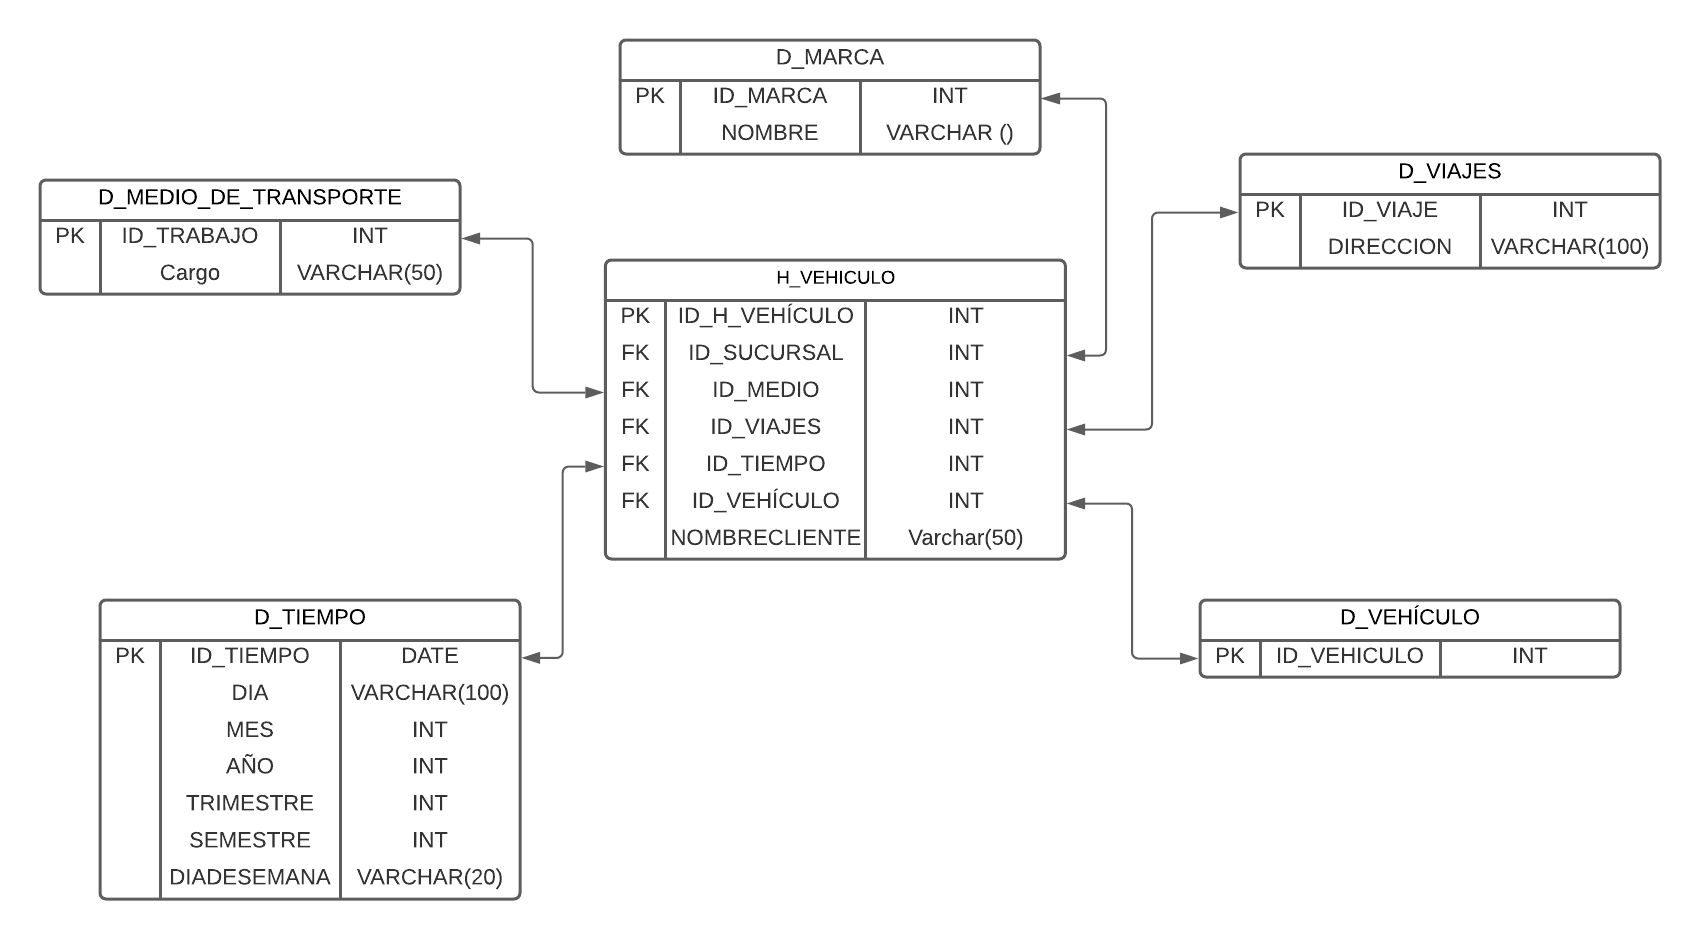 D_MARCA
PK ID_MARCA INT
NOMBRE VARCHAR ()
D_MEDIO_DE_TRANSPORTE
PK ID_TRABAJO INT
Cargo VARCHAR(50)
D_VIAJES
PK ID_VIAJE INT
DIRECCION VARCHAR(100)
H_VEHICULO
PK ID_H_VEHÍCULO INT
FK ID_SUCURSAL INT
FK ID_MEDIO INT
FK ID_VIAJES INT
FK ID_TIEMPO INT
FK ID_VEHÍCULO INT
NOMBRECLIENTE Varchar(50)
D_TIEMPO
PK ID_TIEMPO DATE
DIA VARCHAR(100)
MES INT
AÑO INT
TRIMESTRE INT
SEMESTRE INT
DIADESEMANA VARCHAR(20)
D_VEHÍCULO
PK ID_VEHICULO INT